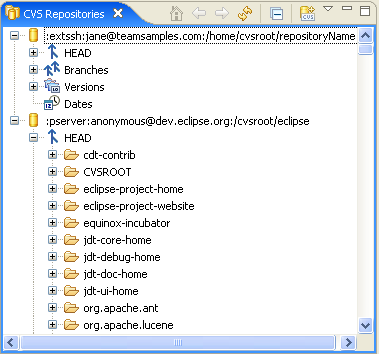 CVS Repositories
CVS
:extssh:jane@teamsamples.com:/home/cvsroot/repositoryName
HEAD
Branches
Versions
Dates
:pserver:anonymous@dev.eclipse.org:/cvsroot/eclipse
HEAD
cdt-contrib
CVSROOT
eclipse-project-home
eclipse-project-website
equinox-incubator
jdt-core-home
jdt-debug-home
jdt-doc-home
jdt-ui-home
org.apache.ant
org.apache.lucene